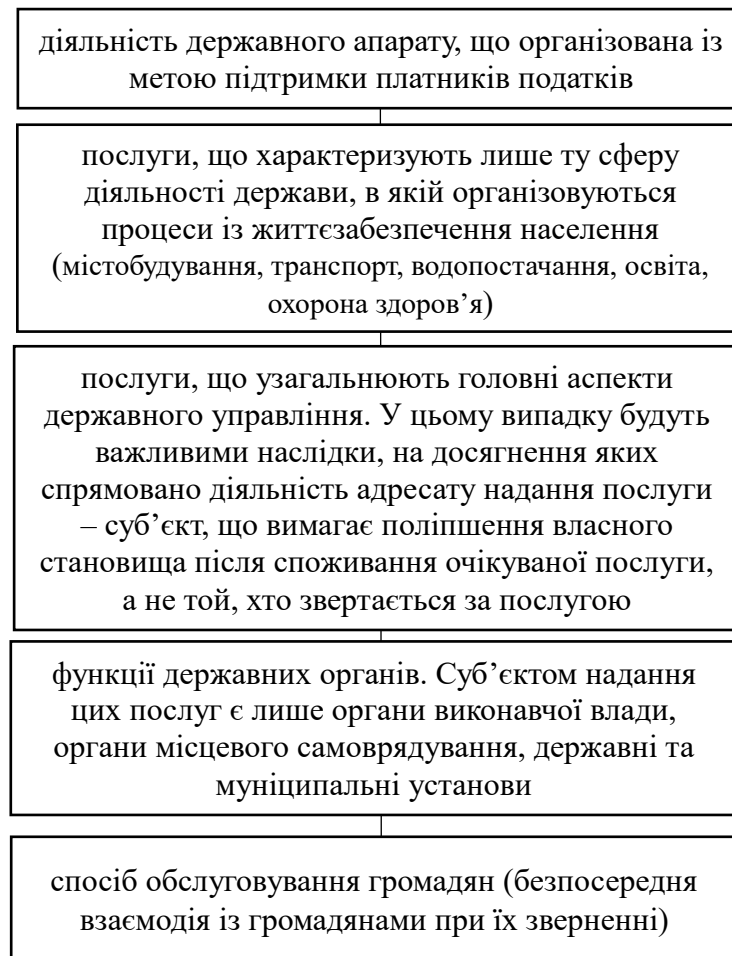 діяльність державного апарату, що організована із
метою підтримки платників податків
послуги, що характеризують лише ту сферу
діяльності держави, в якій організовуються
процеси із життєзабезпечення населення
(містобудування, транспорт, водопостачання, освіта,
охорона здоров’я)
послуги, що узагальнюють головні аспекти
державного управління. У цьому випадку будуть
важливими наслідки, на досягнення яких
спрямовано діяльність адресату надання послуги
– суб’єкт, що вимагає поліпшення власного
становища після споживання очікуваної послуги,
а не той, хто звертається за послугою
функції державних органів. Суб’єктом надання
цих послуг є лише органи виконавчої влади,
органи місцевого самоврядування, державні та
муніципальні установи
спосіб обслуговування громадян (безпосередня
взаємодія із громадянами при їх зверненні)